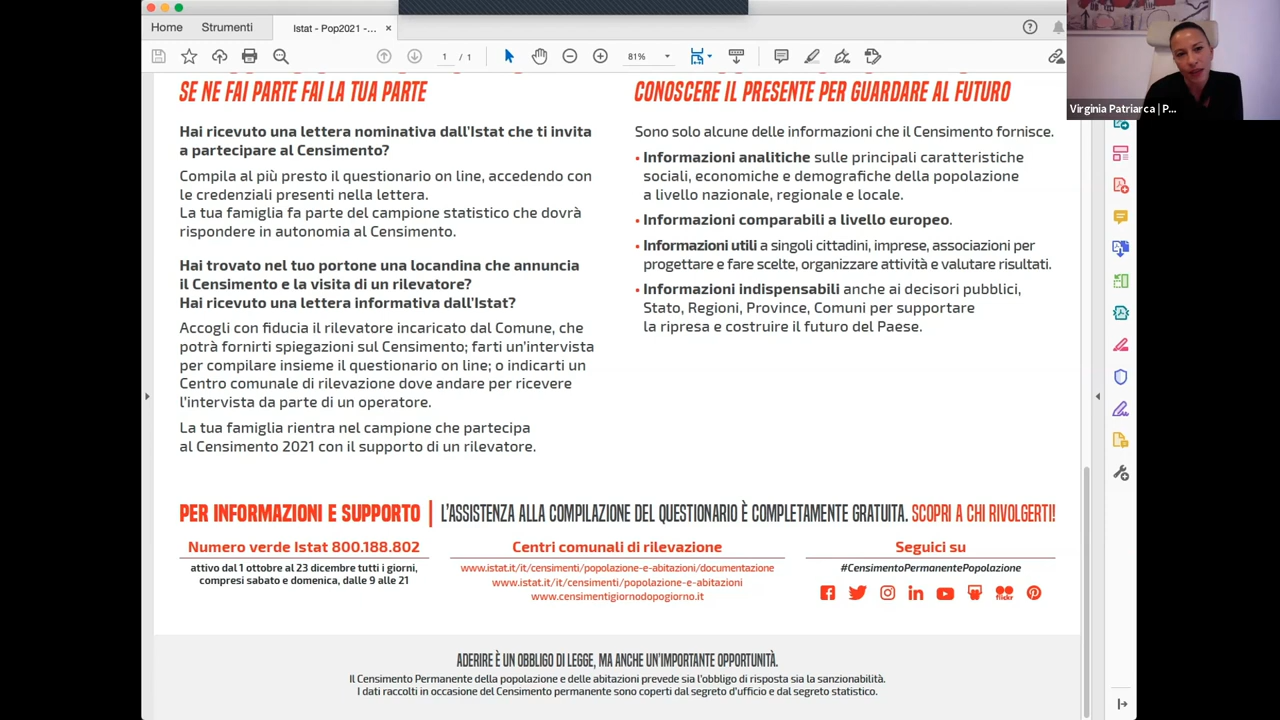 Home
Strumenti
Istat - Pop2021 -...
×
1 / 1
81%
Virginia Patriarca | P...
SE NE FAI PARTE FAI LA TUA PARTE
Hai ricevuto una lettera nominativa dall'Istat che ti invita
a partecipare al Censimento?
Compila al più presto il questionario on line, accedendo con
le credenziali presenti nella lettera.
La tua famiglia fa parte del campione statistico che dovrà
rispondere in autonomia al Censimento.
Hai trovato nel tuo portone una locandina che annuncia
il Censimento e la visita di un rilevatore?
Hai ricevuto una lettera informativa dall'Istat?
Accogli con fiducia il rilevatore incaricato dal Comune, che
potrà fornirti spiegazioni sul Censimento; farti un'intervista
per compilare insieme il questionario on line; o indicarti un
Centro comunale di rilevazione dove andare per ricevere
l'intervista da parte di un operatore.
La tua famiglia rientra nel campione che partecipa
al Censimento 2021 con il supporto di un rilevatore.
CONOSCERE IL PRESENTE PER GUARDARE AL FUTURO
Sono solo alcune delle informazioni che il Censimento fornisce.
• Informazioni analitiche sulle principali caratteristiche
sociali, economiche e demografiche della popolazione
a livello nazionale, regionale e locale.
• Informazioni comparabili a livello europeo.
• Informazioni utili a singoli cittadini, imprese, associazioni per
progettare e fare scelte, organizzare attività e valutare risultati.
• Informazioni indispensabili anche ai decisori pubblici,
Stato, Regioni, Province, Comuni per supportare
la ripresa e costruire il futuro del Paese.
PER INFORMAZIONI E SUPPORTO | L'ASSISTENZA ALLA COMPILAZIONE DEL QUESTIONARIO È COMPLETAMENTE GRATUITA. SCOPRI A CHI RIVOLGERTI!
Numero verde Istat 800.188.802
attivo dal 1 ottobre al 23 dicembre tutti i giorni,
compresi sabato e domenica, dalle 9 alle 21
Centri comunali di rilevazione
www.istat.it/it/censimenti/popolazione-e-abitazioni/documentazione
www.istat.it/it/censimenti/popolazione-e-abitazioni
www.censimentigiornodopogiorno.it
Seguici su
#CensimentoPermanentePopolazione
flickr
ADERIRE È UN OBBLIGO DI LEGGE, MA ANCHE UN'IMPORTANTE OPPORTUNITÀ.
Il Censimento Permanente della popolazione e delle abitazioni prevede sia l'obbligo di risposta sia la sanzionabilità.
I dati raccolti in occasione del Censimento permanente sono coperti dal segreto d'ufficio e dal segreto statistico.